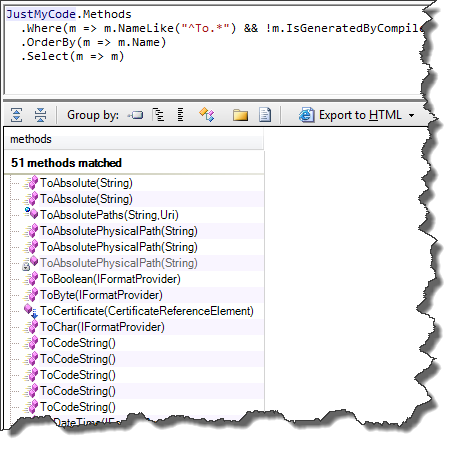 JustMyCode.Methods
.Where(m => m.NameLike("^To.*") && !m.IsGeneratedByCompile
.OrderBy(m => m.Name)
.Select(m => m)
Group by: Export to HTML
methods
51 methods matched
ToAbsolute(String)
ToAbsolute(String)
ToAbsolutePaths(String,Uri)
ToAbsolutePhysicalPath(String)
ToAbsolutePhysicalPath(String)
ToAbsolutePhysicalPath(String)
ToBoolean(IFormatProvider)
ToByte(IFormatProvider)
ToCertificate(CertificateReferenceElement)
ToChar(IFormatProvider)
ToCodeString()
ToCodeString()
ToCodeString()
ToCodeString()
ToCodeString()